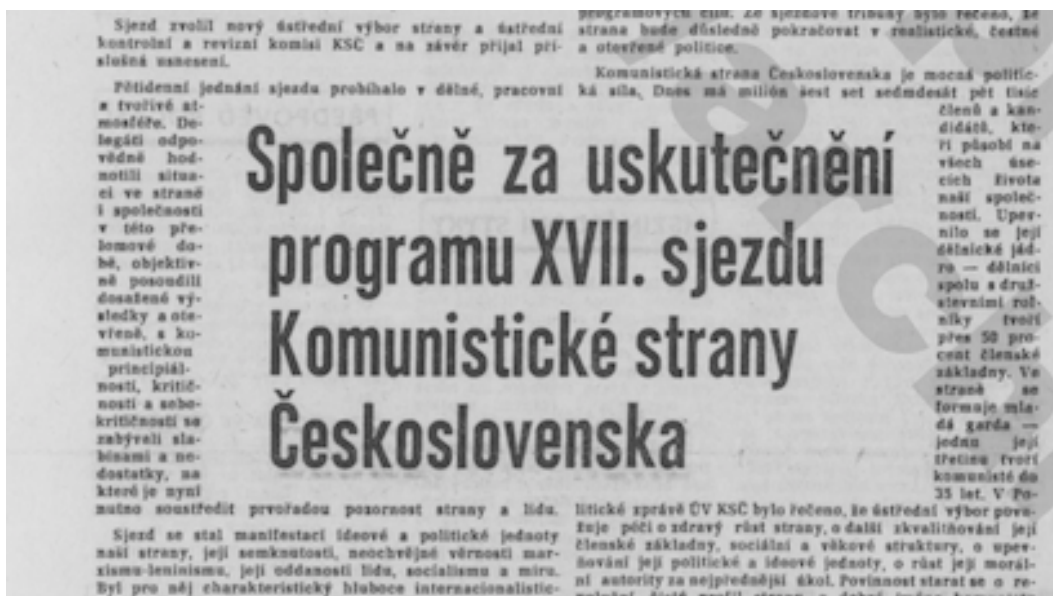 Sjezd zvolil nový ústřední výbor strany a ústřední
kontrolní a revizní komisi KSČ a na závěr přijal pří-
slušná usnesení.
Pětidenní jednání sjezdu probíhalo v dělné, pracovní
a tvořivé at-
mosféře. De-
legáti odpo-
vědně hod-
notili situa-
ci ve straně
i společnosti
v této pře-
lomové do-
bě, objektiv-
ně posoudili
dosažené vý-
sledky a ote-
vřeně, s ko-
munistickou
principiál-
ností, kritič-
ností a sebe-
kritičností se
zabývali sla-
binami a ne-
dostatky, na
které je nyní
nutno soustředit prvořadou pozornost strany a lidu.
Sjezd se stal manifestací ideové a politické jednoty
naší strany, její semknutosti, neochvějné věrnosti mar-
xismu-leninismu, její oddanosti lidu, socialismu a míru.
Byl pro něj charakteristický hluboce internacionalistic-
Společně za uskutečnění
programu XVII. sjezdu
Komunistické strany
Československa
programových cílů. Ze sjezdové tribuny bylo řečeno, že
strana bude důsledně pokračovat v realistické, čestné
a otevřené politice.
Komunistická strana Československa je mocná politic-
ká síla. Dnes má milión šest set sedmdesát pět tisíc
členů a kan-
didátů, kte-
ří působí na
všech úse-
cích života
naší společ-
nosti. Upev-
nilo se její
dělnické jád-
ro — dělníci
spolu s druž-
stevními rol-
níky tvoří
přes 50 pro-
cent členské
základny. Ve
straně se
formuje mla-
dá garda —
jednu její
třetinu tvoří
komunisté do
35 let. V Po-
litické zprávě ÚV KSČ bylo řečeno, že ústřední výbor pova-
žuje péči o zdravý růst strany, o další zkvalitňování její
členské základny, sociální a věkové struktury, o upev-
ňování její politické a ideové jednoty, o růst její morál-
ní autority za nejpřednější úkol. Povinnost starat se o re-